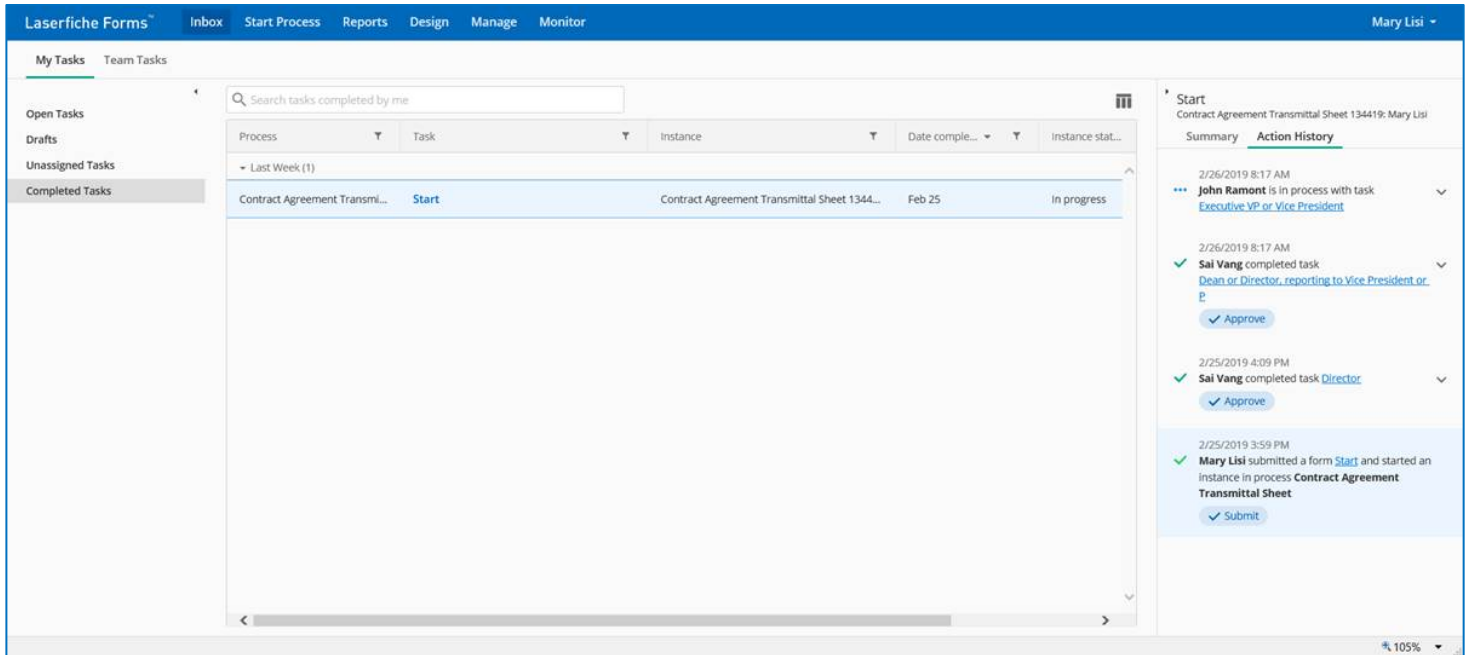 Laserfiche Forms™ Inbox Start Process Reports Design Manage Monitor Mary Lisi
My Tasks Team Tasks
Open Tasks
Drafts
Unassigned Tasks
Completed Tasks
Search tasks completed by me
Process Task Instance Date comple... Instance stat...
Last Week (1)
Contract Agreement Transmi... Start Contract Agreement Transmittal Sheet 1344... Feb 25 In progress
Start
Contract Agreement Transmittal Sheet 134419: Mary Lisi
Summary Action History
2/26/2019 8:17 AM
John Ramont is in process with task
Executive VP or Vice President
2/26/2019 8:17 AM
Sai Vang completed task
Dean or Director, reporting to Vice President or
P
Approve
2/25/2019 4:09 PM
Sai Vang completed task Director
Approve
2/25/2019 3:59 PM
Mary Lisi submitted a form Start and started an
instance in process Contract Agreement
Transmittal Sheet
Submit
105%